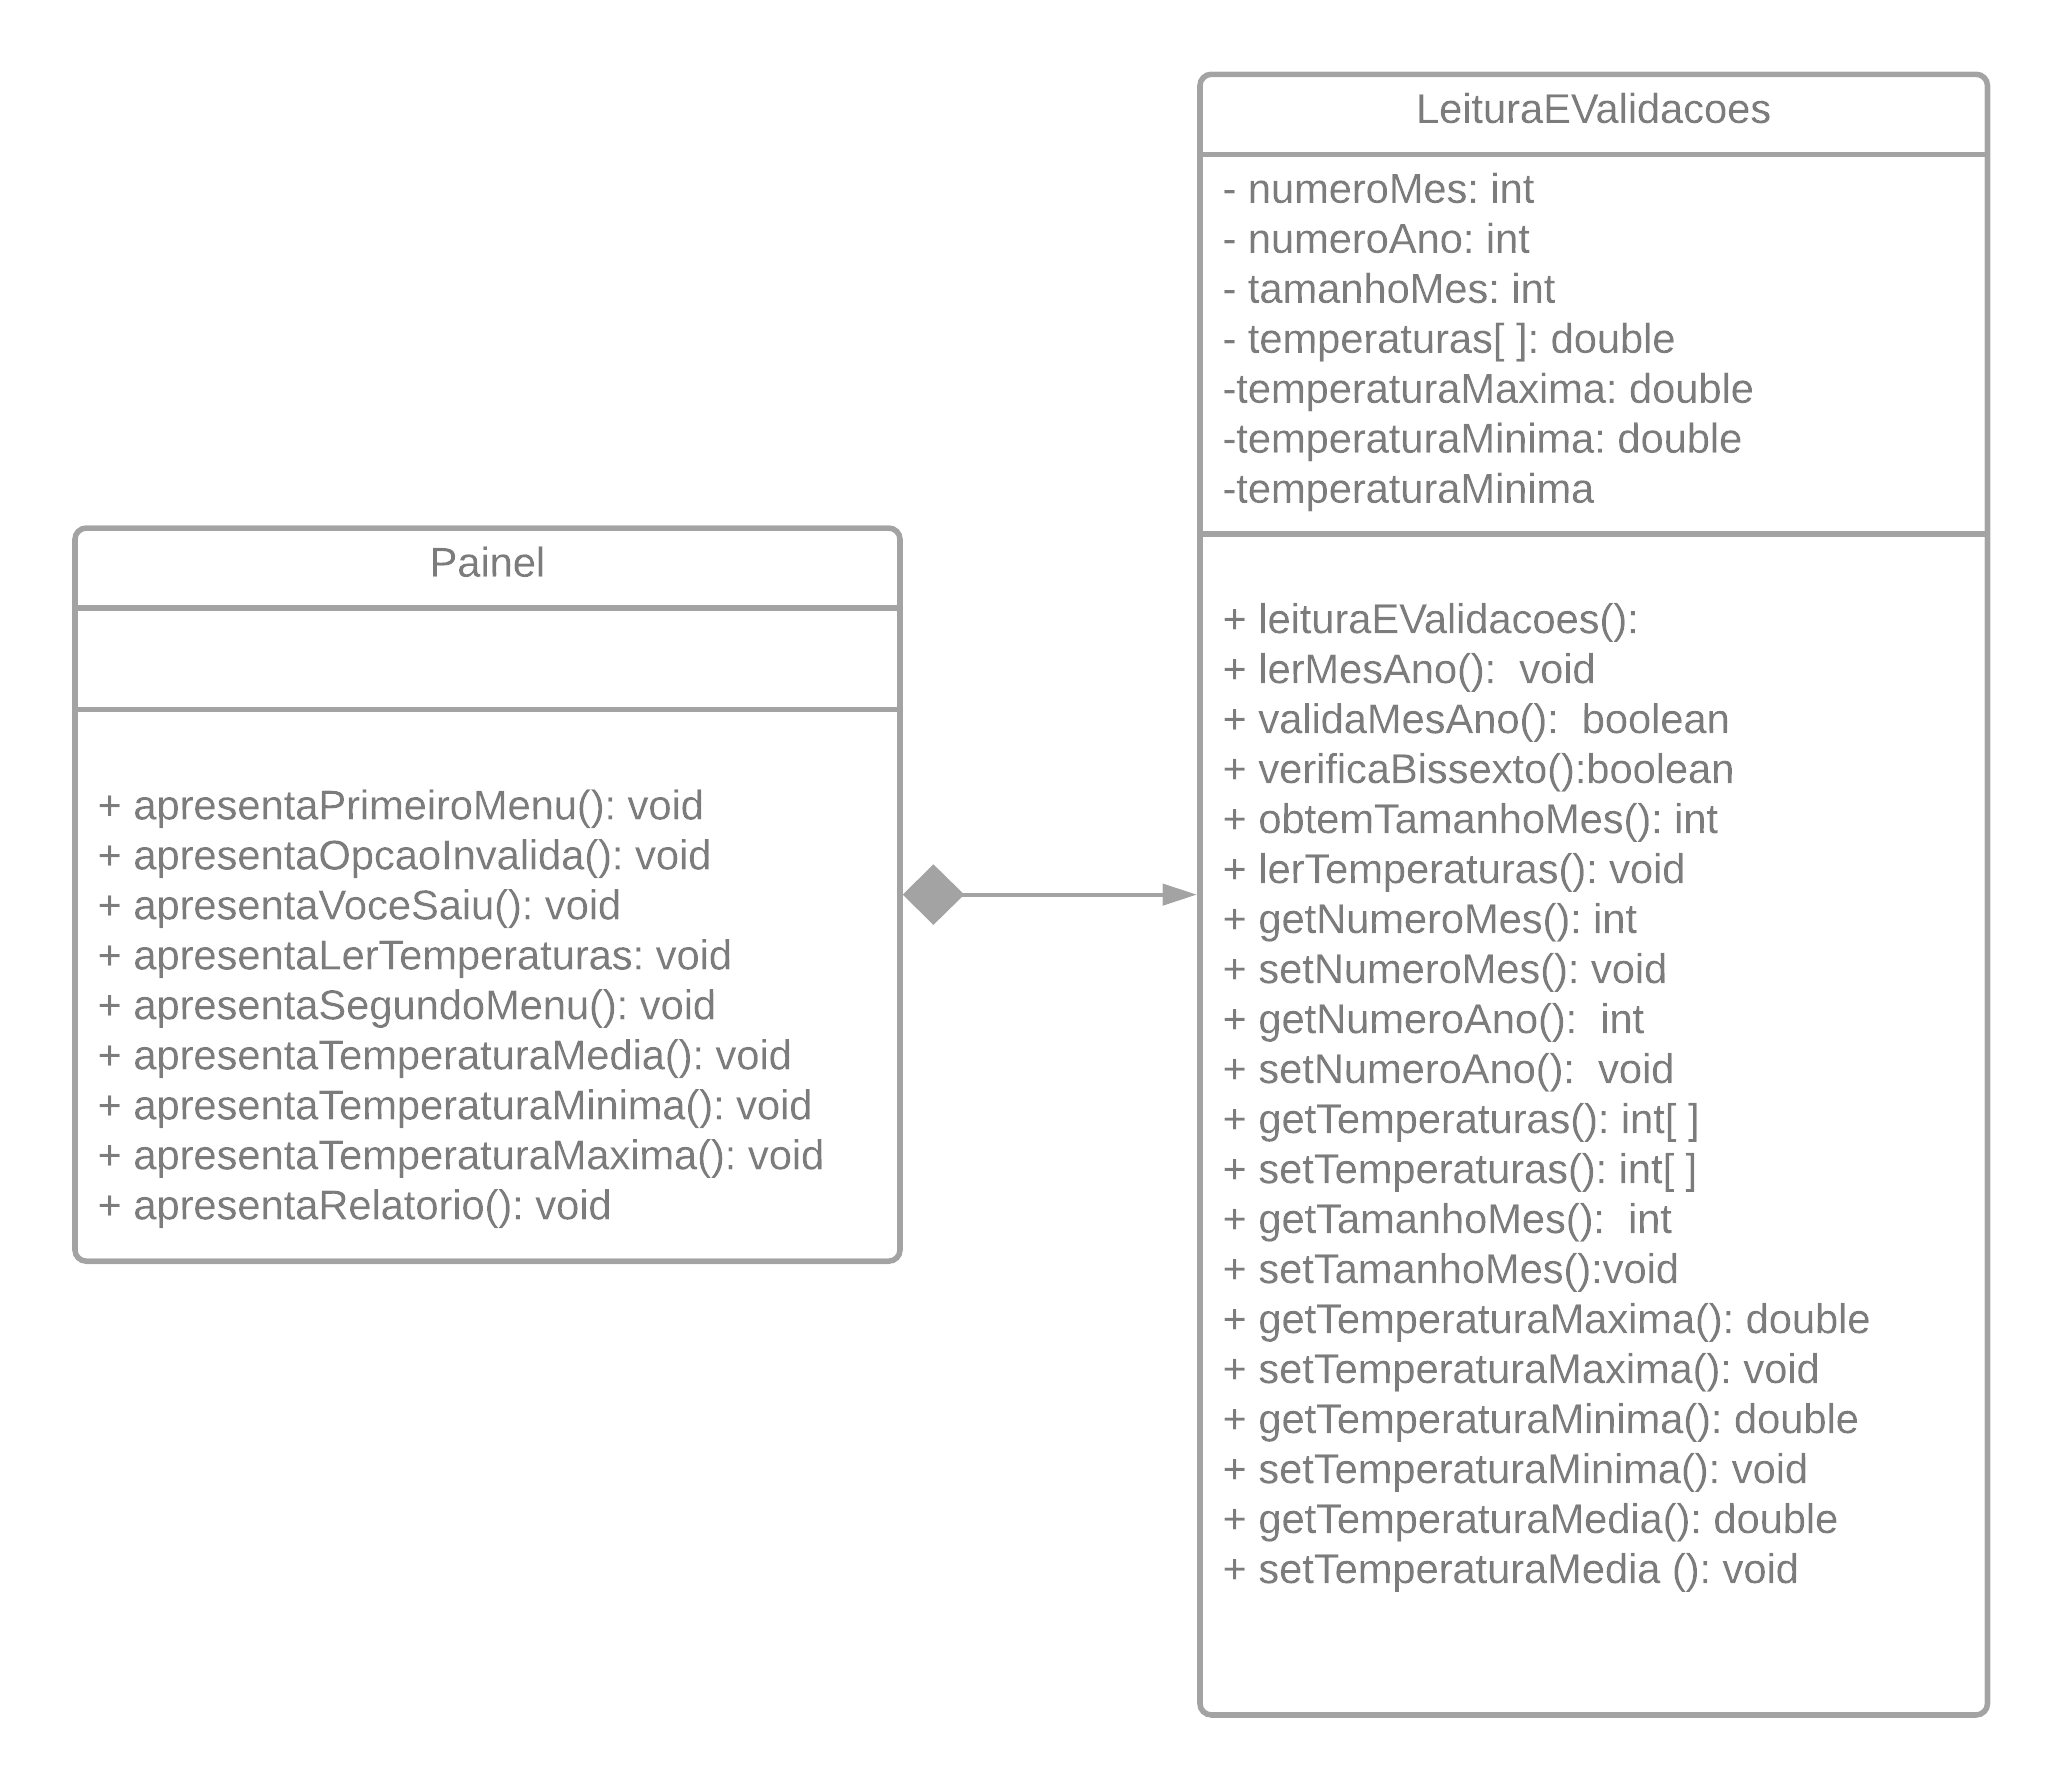 Painel
+ apresentaPrimeiroMenu(): void
+ apresentaOpcaoInvalida(): void
+ apresentaVoceSaiu(): void
+ apresentaLerTemperaturas: void
+ apresentaSegundoMenu(): void
+ apresentaTemperaturaMedia(): void
+ apresentaTemperaturaMinima(): void
+ apresentaTemperaturaMaxima(): void
+ apresentaRelatorio(): void
LeituraEValidacoes
- numeroMes: int
- numeroAno: int
- tamanhoMes: int
- temperaturas[ ]: double
-temperaturaMaxima: double
-temperaturaMinima: double
-temperaturaMinima
+ leituraEValidacoes():
+ lerMesAno():  void
+ validaMesAno():  boolean
+ verificaBissexto():boolean
+ obtemTamanhoMes(): int
+ lerTemperaturas(): void
+ getNumeroMes(): int
+ setNumeroMes(): void
+ getNumeroAno():  int
+ setNumeroAno():  void
+ getTemperaturas(): int[ ]
+ setTemperaturas(): int[ ]
+ getTamanhoMes():  int
+ setTamanhoMes():void
+ getTemperaturaMaxima(): double
+ setTemperaturaMaxima(): void
+ getTemperaturaMinima(): double
+ setTemperaturaMinima(): void
+ getTemperaturaMedia(): double
+ setTemperaturaMedia (): void